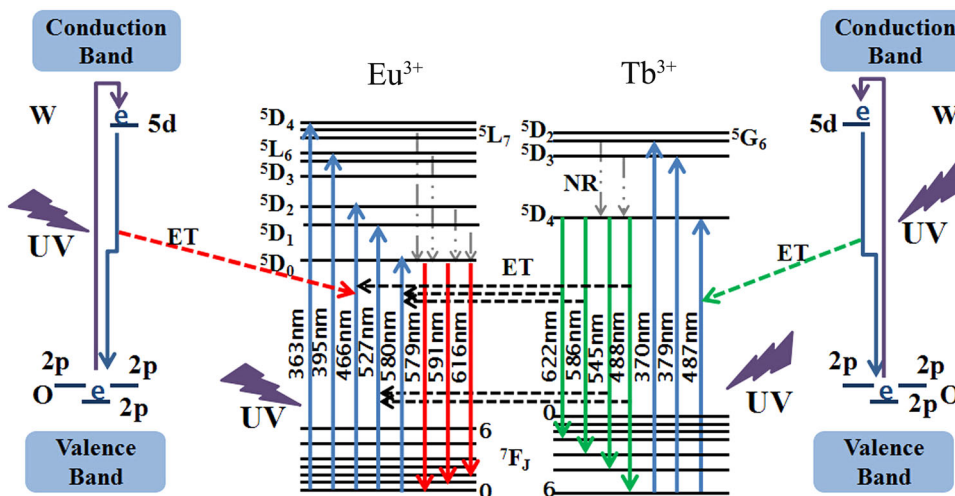 Conduction
Band
W
e
5d
UV
ET
2p
2p
O
e
2p
Valence
Band
Eu³⁺
⁵D₄
⁵L₇
⁵L₆
⁵D₃
⁵D₂
⁵D₁
⁵D₀
363nm
395nm
466nm
527nm
580nm
579nm
591nm
616nm
UV
6
0
ET
Tb³⁺
⁵D₂
⁵G₆
⁵D₃
NR
⁵D₄
622nm
586nm
545nm
488nm
370nm
379nm
487nm
0
⁷F_J
6
UV
Conduction
Band
W
e
5d
UV
ET
2p
2p
e
2p
O
Valence
Band